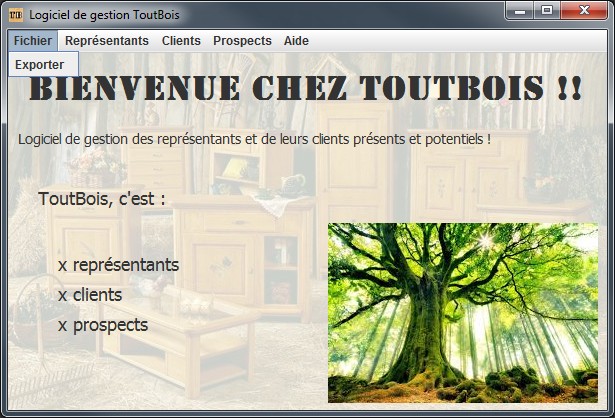 Logiciel de gestion ToutBois
Fichier Représentants Clients Prospects Aide
Exporter
BIENVENUE CHEZ TOUTBOIS !!
Logiciel de gestion des représentants et de leurs clients présents et potentiels !
ToutBois, c'est :
x représentants
x clients
x prospects